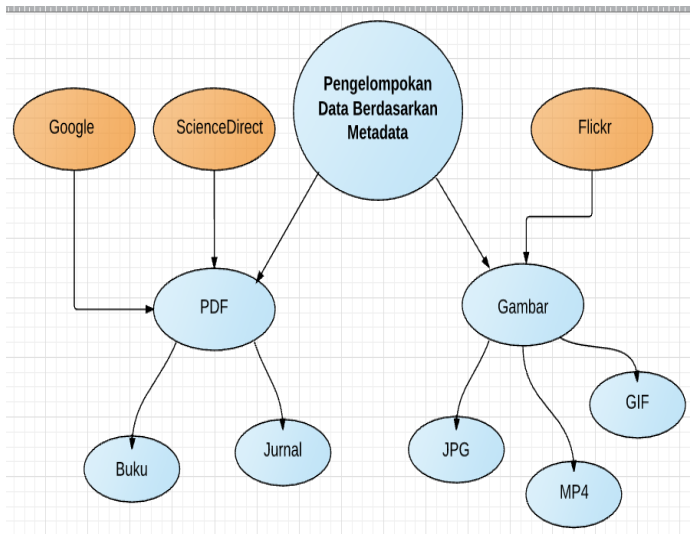 Pengelompokan
Data Berdasarkan
Metadata
Google
ScienceDirect
Flickr
PDF
Gambar
Buku
Jurnal
JPG
MP4
GIF